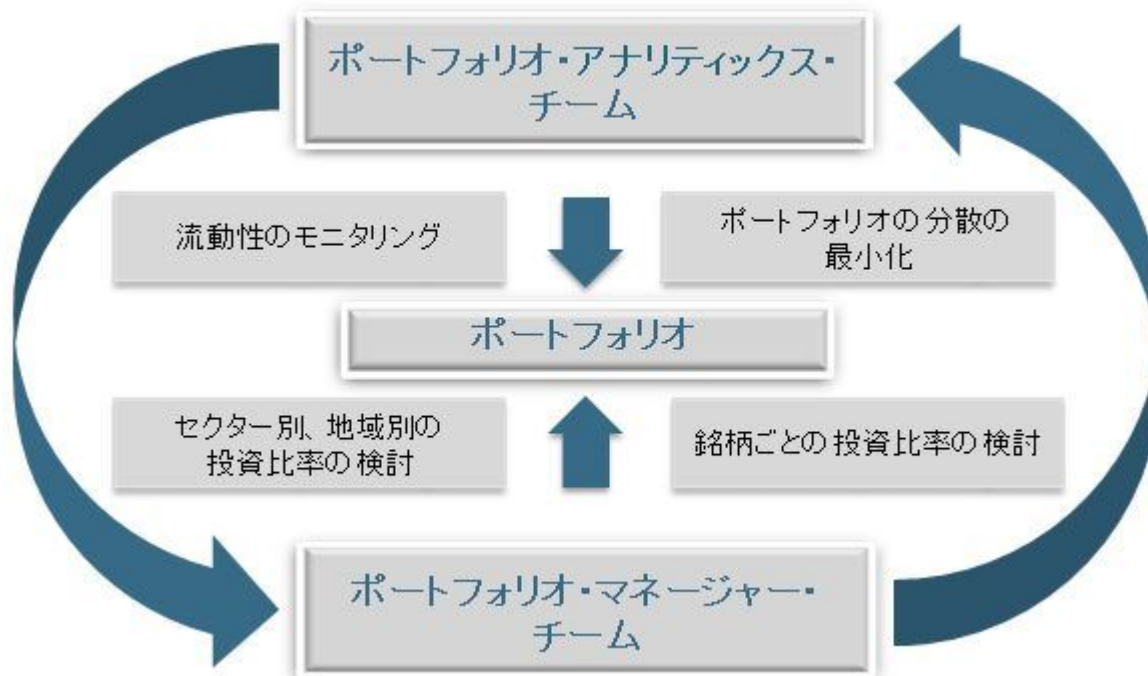 ポートフォリオ・アナリティックス・
チーム
流動性のモニタリング
ポートフォリオの分散の
最小化
ポートフォリオ
セクター別、地域別の
投資比率の検討
銘柄ごとの投資比率の検討
ポートフォリオ・マネージャー・
チーム